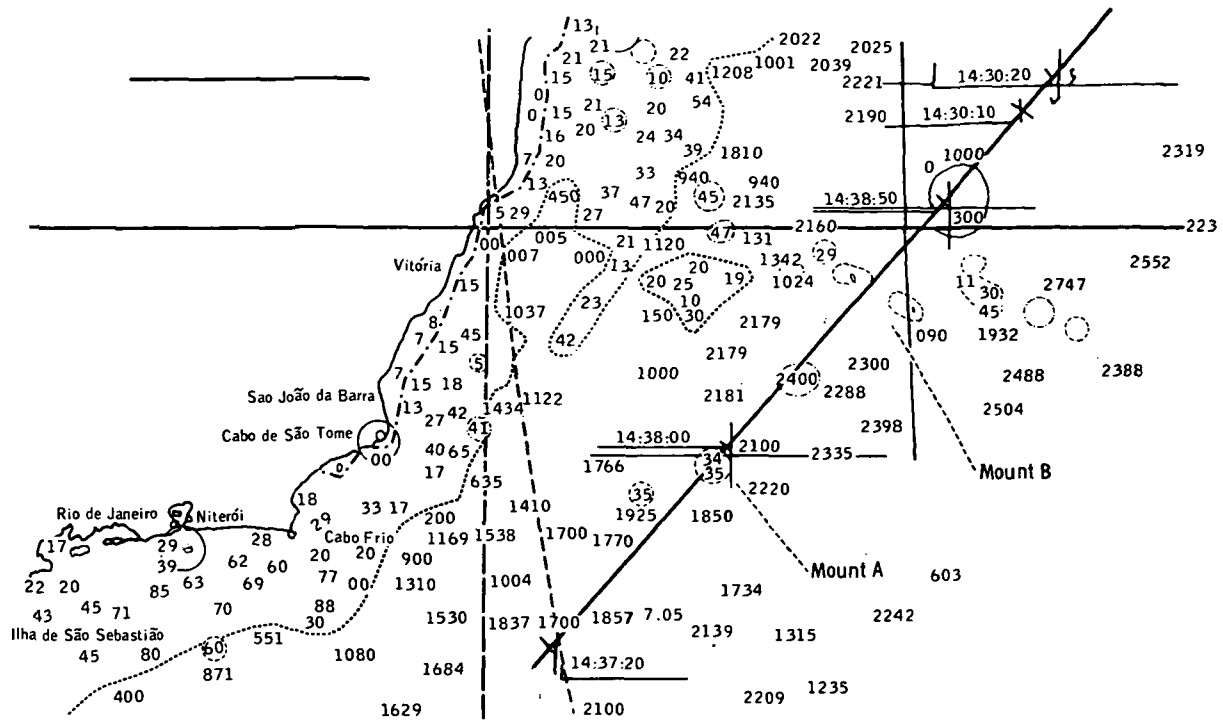 13
21 21 22 2022 2025
15 15 10 41 1208 1001 2039
2221 14:30:20
0 54
0 15 21 20 2190 14:30:10
16 20 13 24 34
7 20 39 1810 0 1000 2319
13 33 940 940
450 37 47 20 45 2135 14:38:50
5 29 27 300
00 005 21 1120 47 131 2160 223
007 000 1342 29 2552
Vitória 13 20 19 1024 11 2747
15 20 25 30
23 10 45
1037 150 30
8 2179 090 1932
7 15 45 42
5 2179 2300 2388
7 1000 2400 2488
15 18 2181 2288
Sao João da Barra 1122 2504
13 42 1434
27 2398
Cabo de São Tome 41
14:38:00 2100
40 65 34 2335
00 1766
17 35 Mount B
635 2220
18 35
33 17 1410 1925 1850
Rio de Janeiro Niterói 29 200
28 Cabo Frio 1169 1538 1700 1770
17 29 20 20
39 62 60 900 Mount A
22 20 85 63 69 77 00 1310 1004 1734 603
43 45 71 70 88 1530 1837 1700 1857 7.05 2242
Ilha de São Sebastião 30 2139 1315
551
45 80 60 1080 14:37:20
871 1684
400 1235
1629 2100 2209